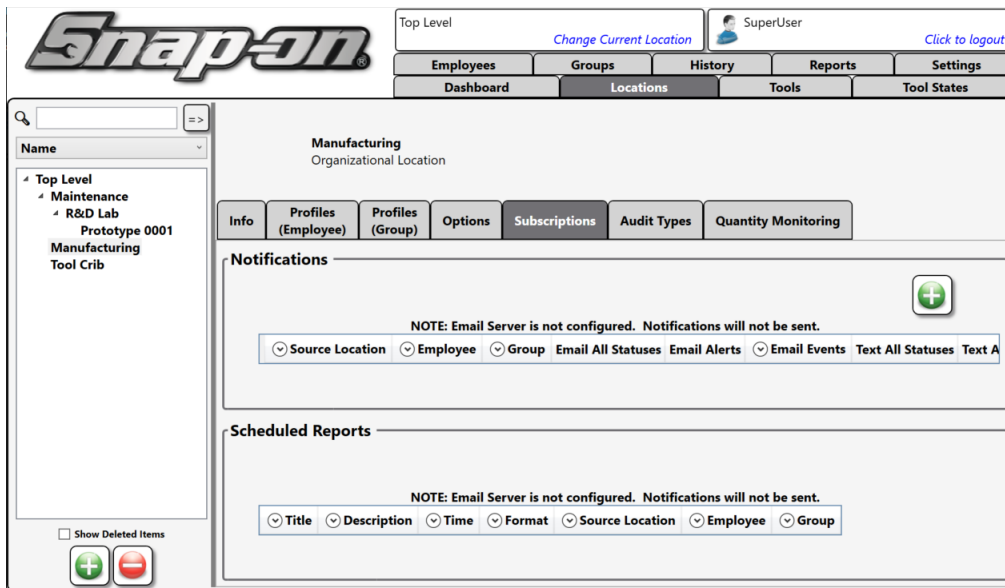 Snap-on®
Top Level
Change Current Location
SuperUser
Click to logout
Employees Groups History Reports Settings
Dashboard Locations Tools Tool States
=>
Name
Top Level
Maintenance
R&D Lab
Prototype 0001
Manufacturing
Tool Crib
Show Deleted Items
Manufacturing
Organizational Location
Info Profiles (Employee) Profiles (Group) Options Subscriptions Audit Types Quantity Monitoring
Notifications
NOTE: Email Server is not configured. Notifications will not be sent.
Source Location Employee Group Email All Statuses Email Alerts Email Events Text All Statuses Text A
Scheduled Reports
NOTE: Email Server is not configured. Notifications will not be sent.
Title Description Time Format Source Location Employee Group